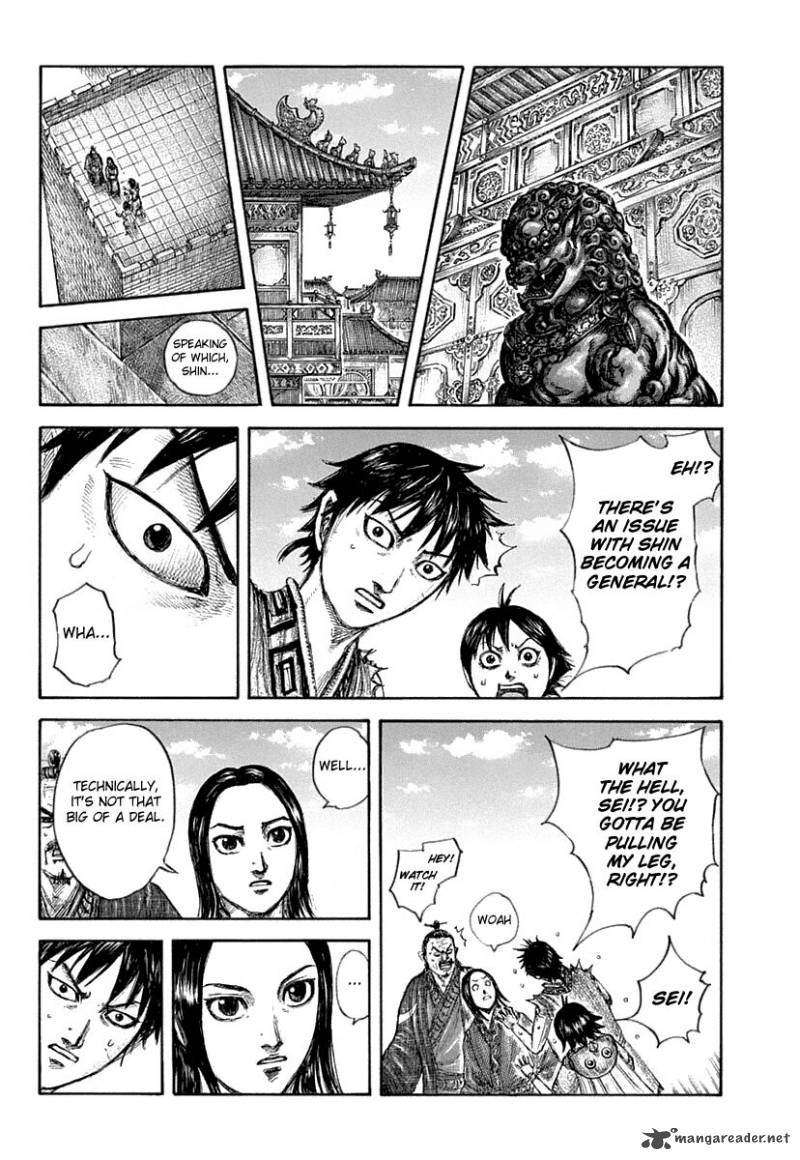 SPEAKING
OF WHICH,
SHIN...
EH!?
THERE'S
AN ISSUE
WITH SHIN
BECOMING A
GENERAL!?
WHA...
WELL...
TECHNICALLY,
IT'S NOT THAT
BIG OF A DEAL.
WHAT
THE HELL,
SEI!? YOU
GOTTA BE
PULLING
MY LEG,
RIGHT!?
HEY!
WATCH
IT!
WOAH
SEI!
...
mangareader.net